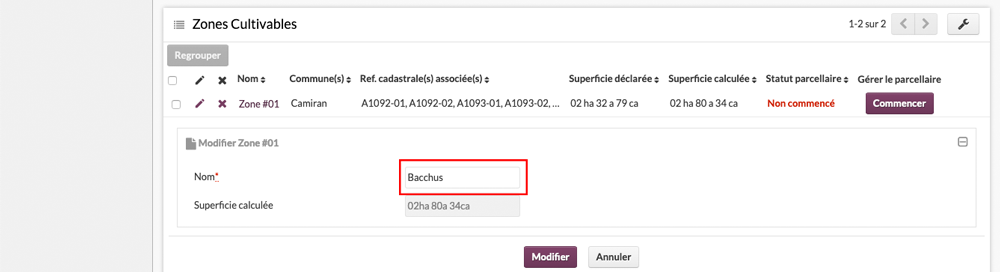 Zones Cultivables
1-2 sur 2
Regrouper
Nom Commune(s) Ref. cadastrale(s) associée(s) Superficie déclarée Superficie calculée Statut parcellaire Gérer le parcellaire
Zone #01 Camiran A1092-01, A1092-02, A1093-01, A1093-02, ... 02 ha 32 a 79 ca 02 ha 80 a 34 ca Non commencé Commencer
Modifier Zone #01
Nom* Bacchus
Superficie calculée 02ha 80a 34ca
Modifier Annuler